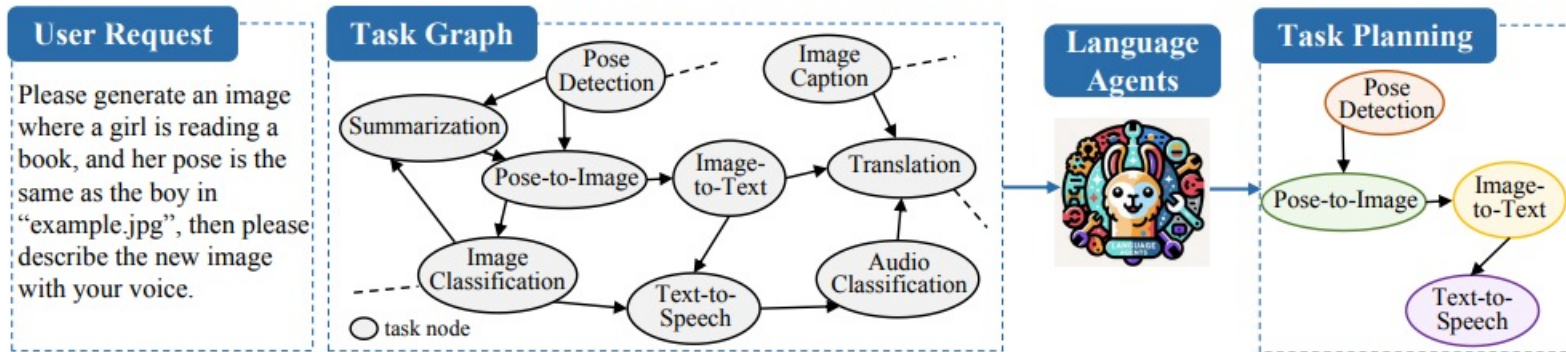 User Request
Please generate an image
where a girl is reading a
book, and her pose is the
same as the boy in
“example.jpg”, then please
describe the new image
with your voice.
Task Graph
Pose
Detection
Image
Caption
Summarization
Pose-to-Image
Image-
to-Text
Translation
Image
Classification
Text-to-
Speech
Audio
Classification
task node
Language
Agents
LANGUAGE
AGENTS
Task Planning
Pose
Detection
Pose-to-Image
Image-
to-Text
Text-to-
Speech